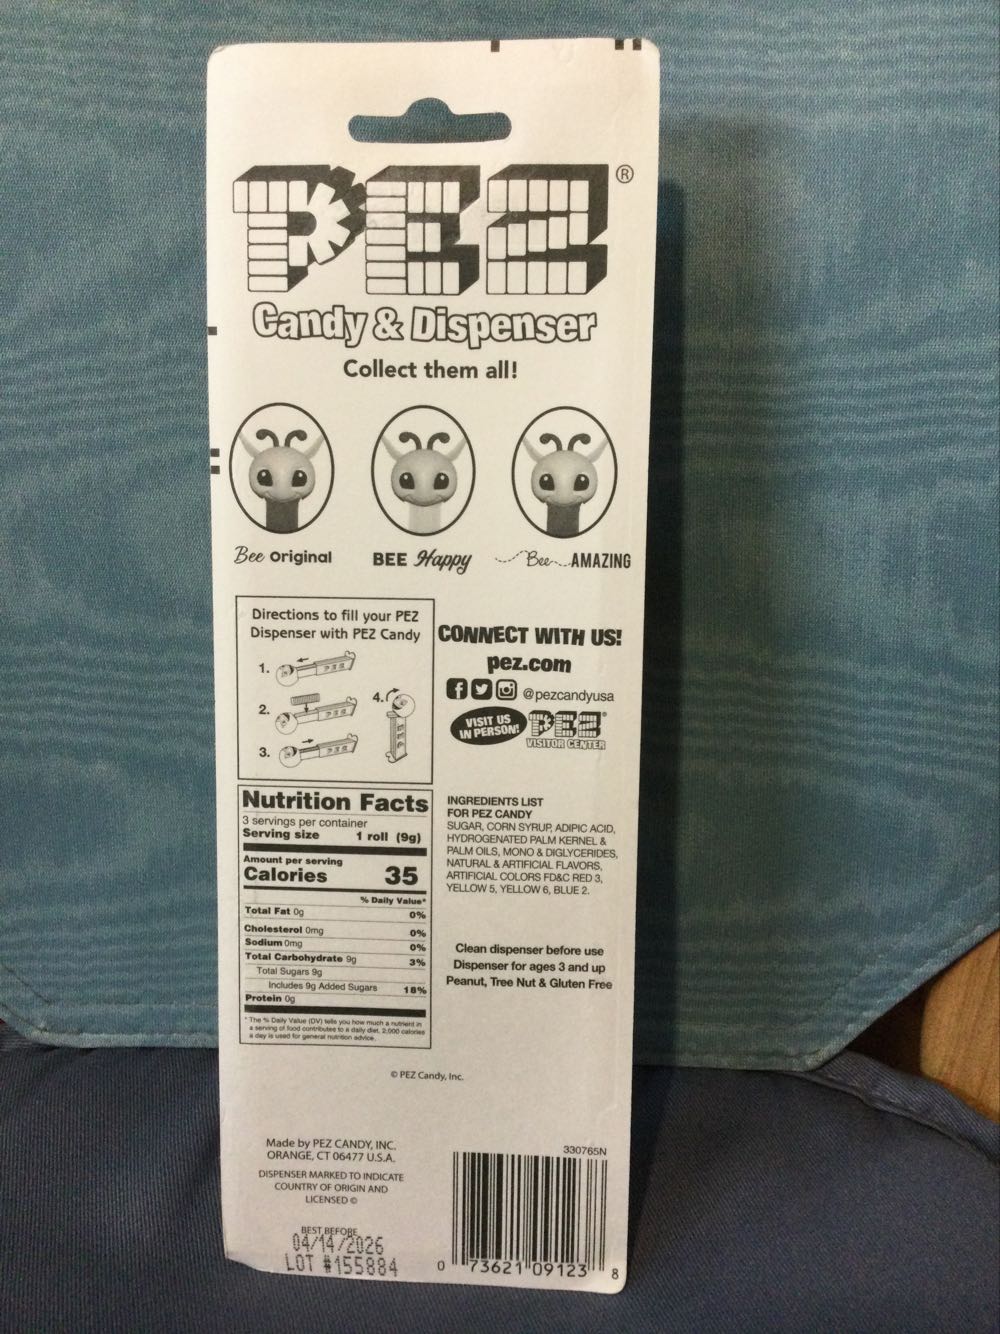 PEZ®
Candy & Dispenser
Collect them all!
Bee Original
BEE Happy
Bee AMAZING
Directions to fill your PEZ
Dispenser with PEZ Candy
1. PEZ
2. PEZ
3. PEZ
4. PEZ
CONNECT WITH US!
pez.com
@pezcandyusa
VISIT US
IN PERSON!
PEZ®
VISITOR CENTER
Nutrition Facts
3 servings per container
Serving size 1 roll (9g)
Amount per serving
Calories 35
% Daily Value*
Total Fat 0g 0%
Cholesterol 0mg 0%
Sodium 0mg 0%
Total Carbohydrate 9g 3%
Total Sugars 9g
Includes 9g Added Sugars 18%
Protein 0g
* The % Daily Value (DV) tells you how much a nutrient in
a serving of food contributes to a daily diet. 2,000 calories
a day is used for general nutrition advice.
INGREDIENTS LIST
FOR PEZ CANDY
SUGAR, CORN SYRUP, ADIPIC ACID,
HYDROGENATED PALM KERNEL &
PALM OILS, MONO & DIGLYCERIDES,
NATURAL & ARTIFICIAL FLAVORS,
ARTIFICIAL COLORS FD&C RED 3,
YELLOW 5, YELLOW 6, BLUE 2.
Clean dispenser before use
Dispenser for ages 3 and up
Peanut, Tree Nut & Gluten Free
© PEZ Candy, Inc.
Made by PEZ CANDY, INC.
ORANGE, CT 06477 U.S.A.
DISPENSER MARKED TO INDICATE
COUNTRY OF ORIGIN AND
LICENSED ©
BEST BEFORE
04/14/2026
LOT #155884
330765N
0 73621 09123 8